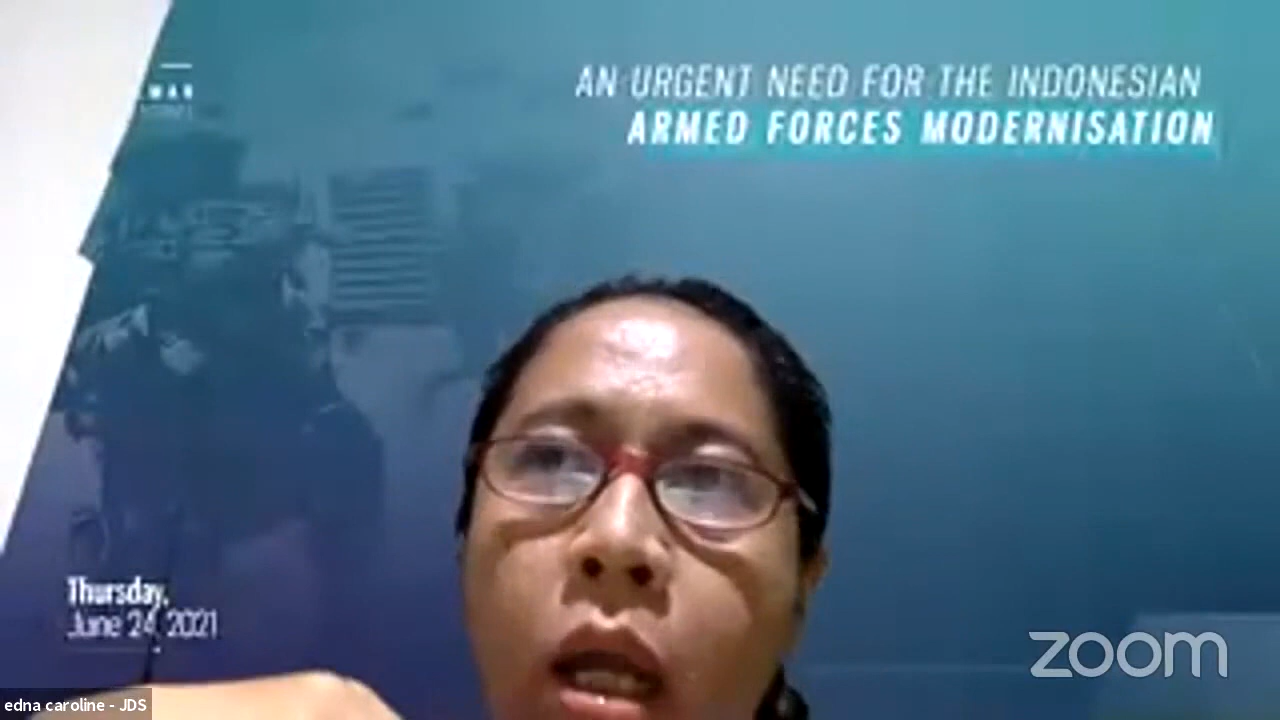 AN URGENT NEED FOR THE INDONESIAN
ARMED FORCES MODERNISATION
Thursday,
June 24, 2021
zoom
edna caroline - JDS